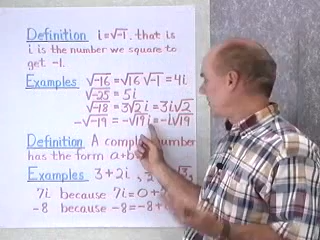 Definition i=√-1, that is
i is the number we square to
get -1.
Examples √-16 = √16 √-1 = 4i
√-25 = 5i
√-18 = 3√2 i = 3i√2
-√-19 = -√19 i = -i√19
Definition A complex number
has the form a+b
Examples 3+2i, 2
7i because 7i=0+
-8 because -8=-8+